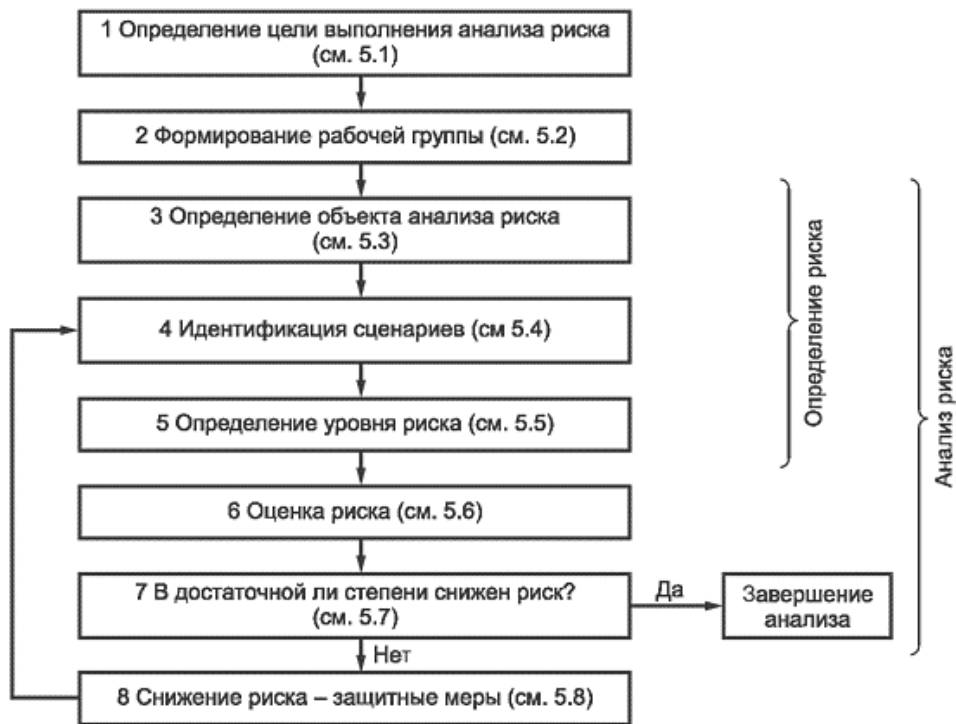 1 Определение цели выполнения анализа риска
(см. 5.1)
2 Формирование рабочей группы (см. 5.2)
3 Определение объекта анализа риска
(см. 5.3)
4 Идентификация сценариев (см 5.4)
5 Определение уровня риска (см. 5.5)
6 Оценка риска (см. 5.6)
7 В достаточной ли степени снижен риск?
(см. 5.7)
Да
Завершение
анализа
Нет
8 Снижение риска – защитные меры (см. 5.8)
Определение риска
Анализ риска